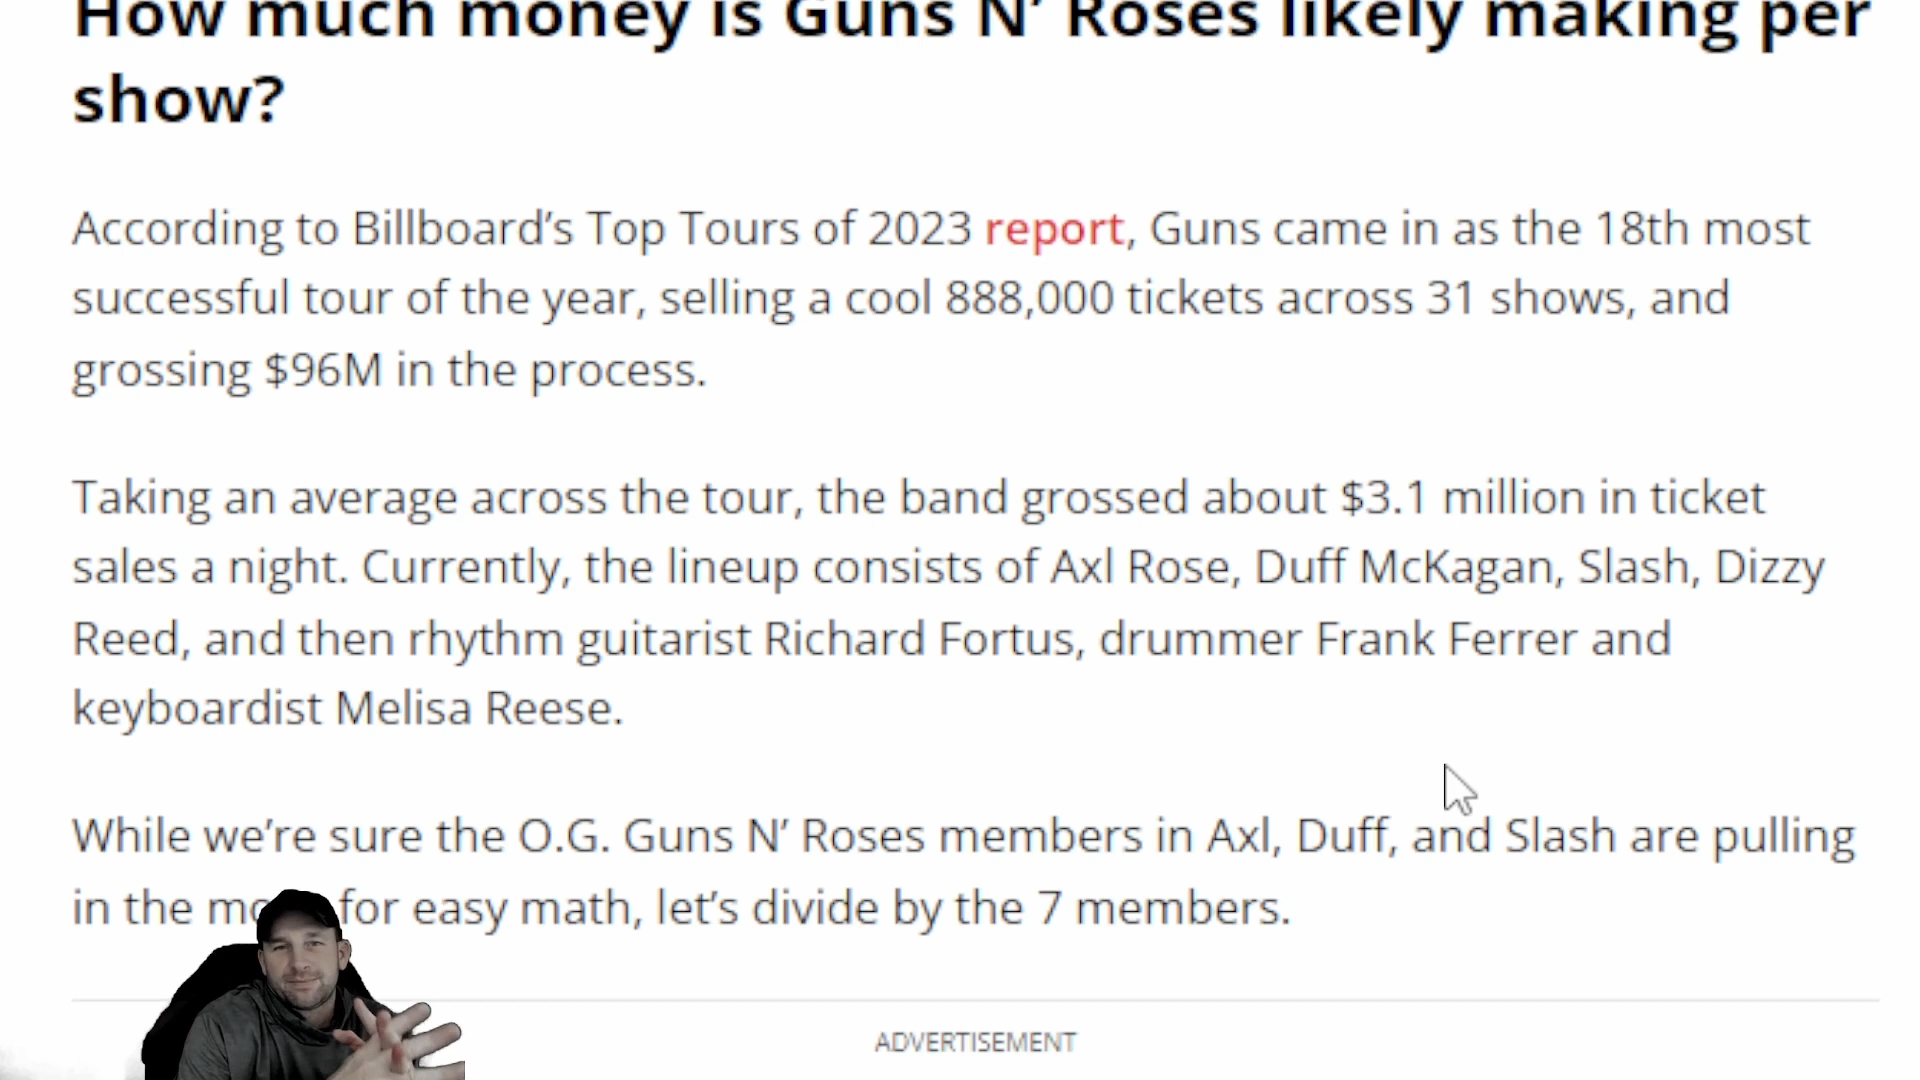 How much money is Guns N’ Roses likely making per
show?
According to Billboard’s Top Tours of 2023 report, Guns came in as the 18th most
successful tour of the year, selling a cool 888,000 tickets across 31 shows, and
grossing $96M in the process.
Taking an average across the tour, the band grossed about $3.1 million in ticket
sales a night. Currently, the lineup consists of Axl Rose, Duff McKagan, Slash, Dizzy
Reed, and then rhythm guitarist Richard Fortus, drummer Frank Ferrer and
keyboardist Melisa Reese.
While we’re sure the O.G. Guns N’ Roses members in Axl, Duff, and Slash are pulling
in the for easy math, let’s divide by the 7 members.
ADVERTISEMENT